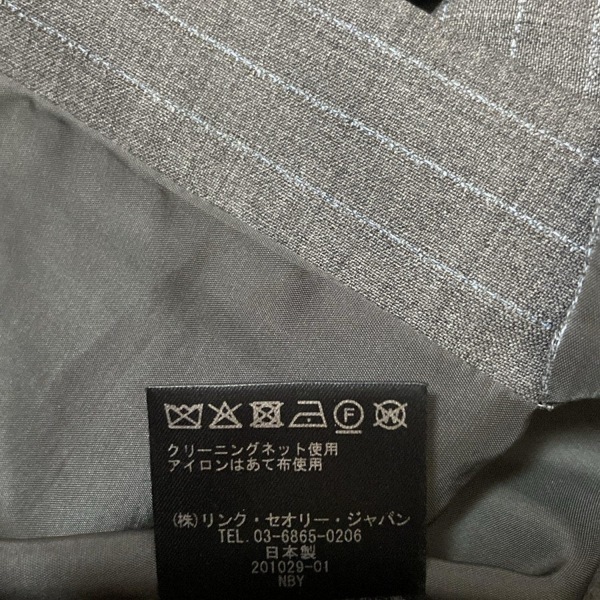 F W
クリーニングネット使用
アイロンはあて布使用
(株)リンク・セオリー・ジャパン
TEL.03-6865-0206
日本製
201029-01
NBY